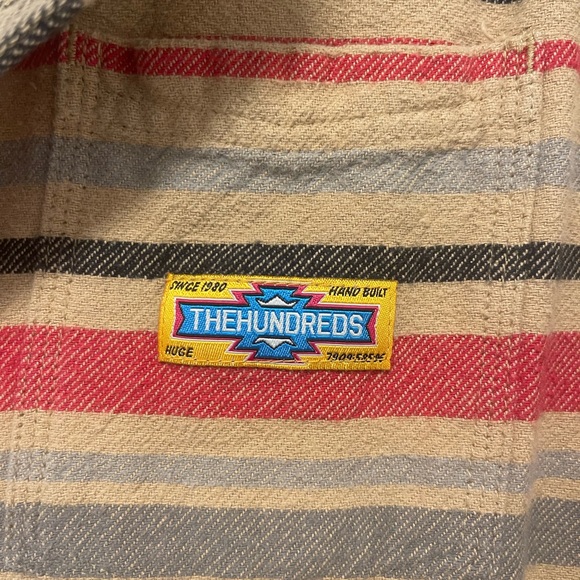 SINCE 1980 HAND BUILT
THEHUNDREDS
HUGE